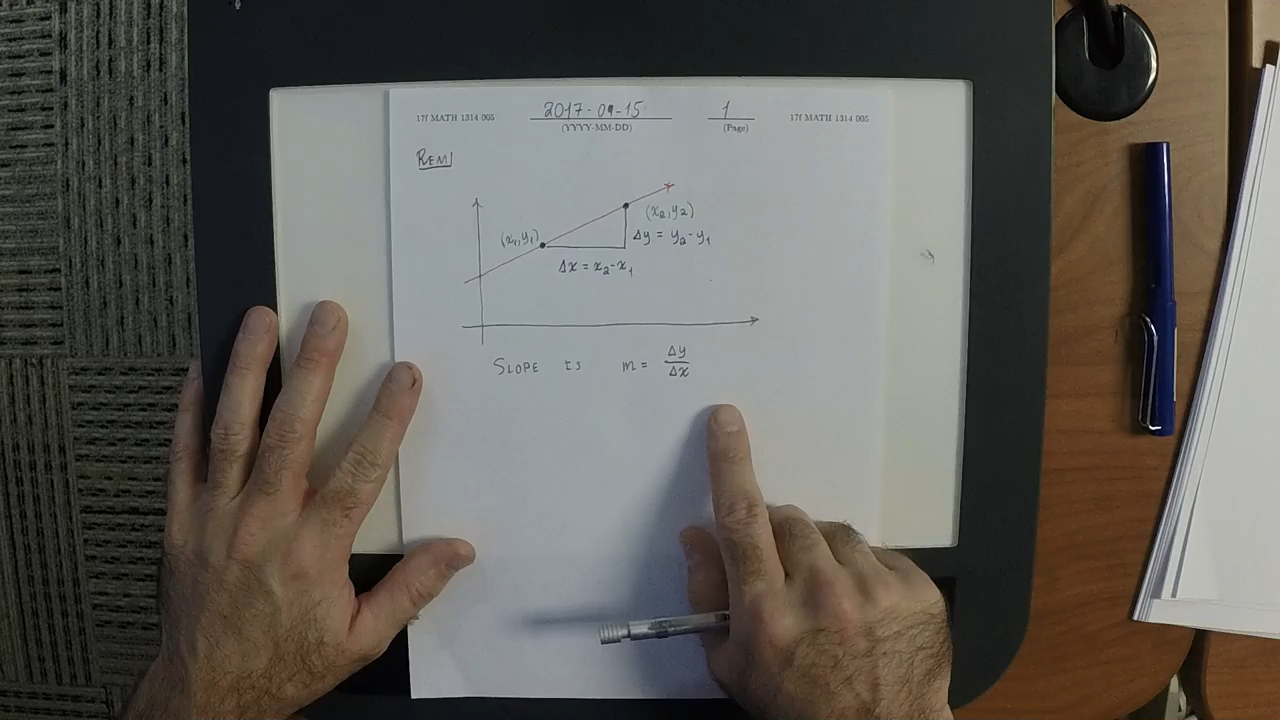 17f MATH 1314 005 2017-09-15 1 17f MATH 1314 005
(YYYY-MM-DD) (Page)
REM
(x₂, y₂)
(x₁, y₁) Δy = y₂ - y₁
Δx = x₂ - x₁
SLOPE IS m = Δy/Δx